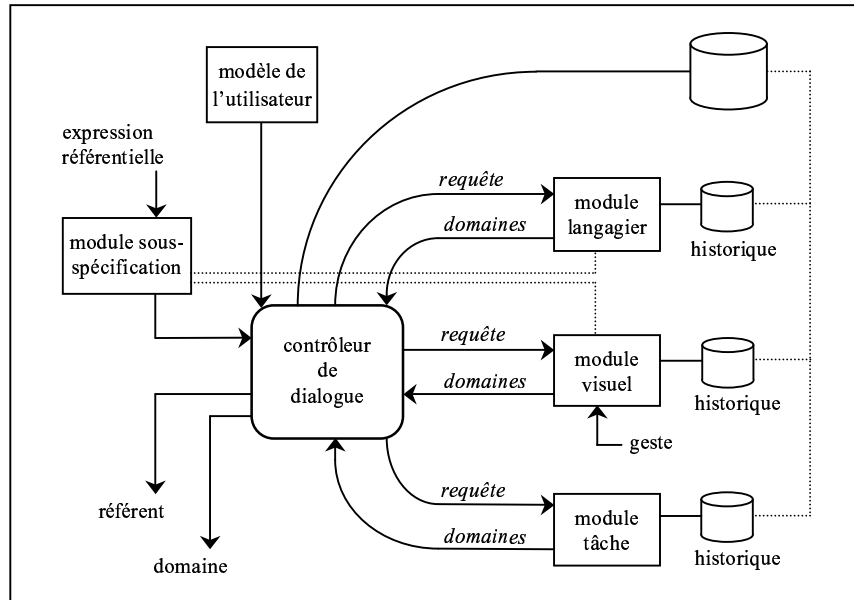 modèle de
l'utilisateur
expression
référentielle
module sous-
spécification
requête
domaines
module
langagier
historique
contrôleur
de
dialogue
requête
domaines
module
visuel
historique
geste
référent
domaine
requête
domaines
module
tâche
historique